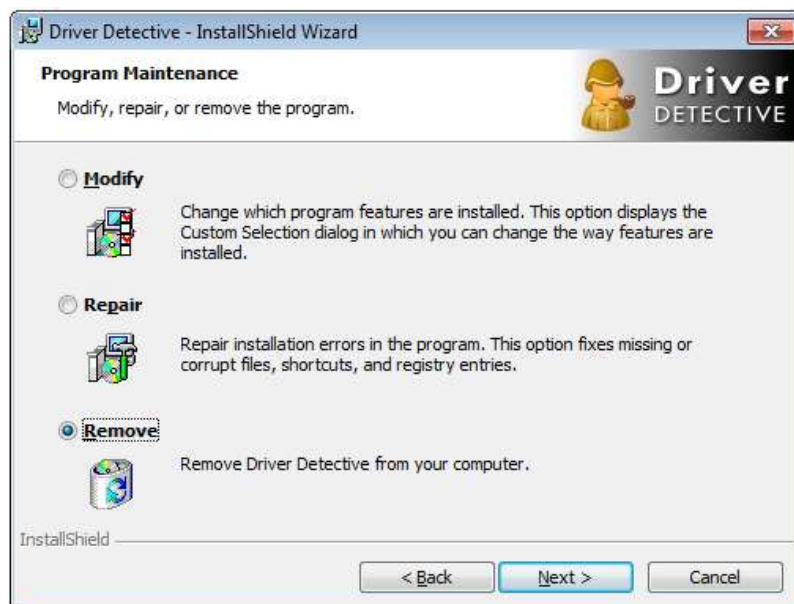 Driver Detective - InstallShield Wizard
Program Maintenance
Modify, repair, or remove the program.
Driver
DETECTIVE
Modify
Change which program features are installed. This option displays the
Custom Selection dialog in which you can change the way features are
installed.
Repair
Repair installation errors in the program. This option fixes missing or
corrupt files, shortcuts, and registry entries.
Remove
Remove Driver Detective from your computer.
InstallShield
< Back
Next >
Cancel